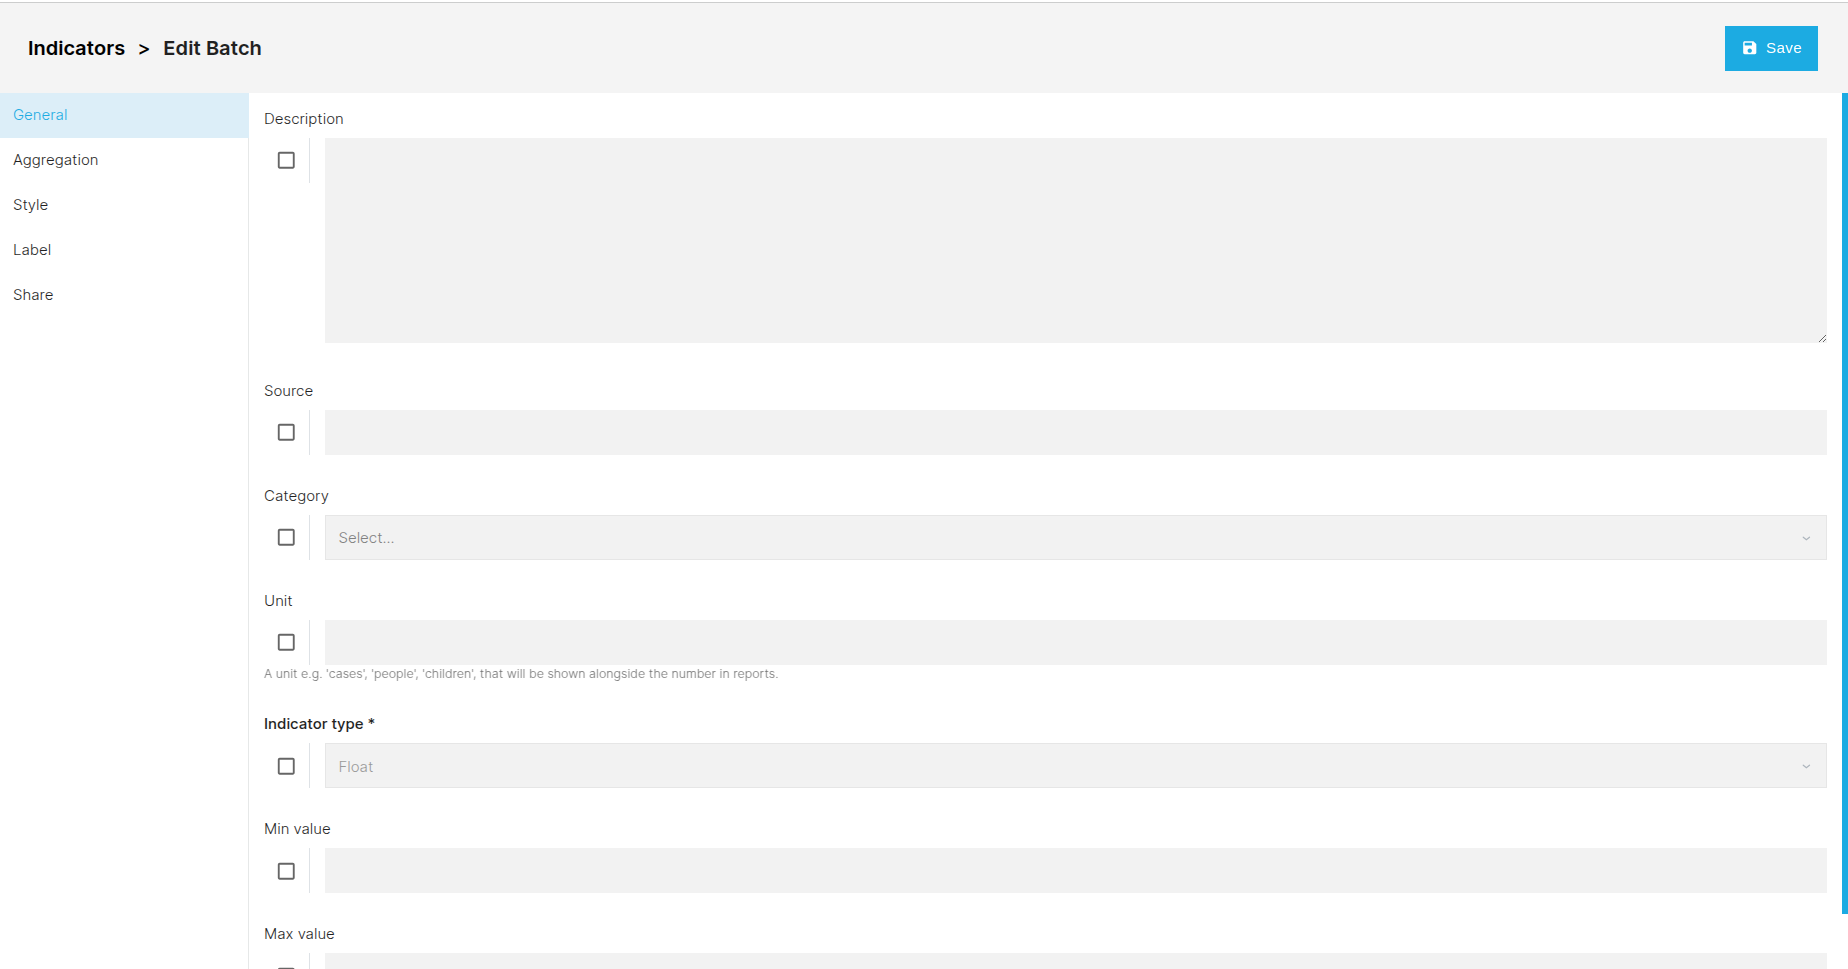 Indicators > Edit Batch
Save
General
Aggregation
Style
Label
Share
Description
Source
Category
Select...
Unit
A unit e.g. 'cases', 'people', 'children', that will be shown alongside the number in reports.
Indicator type *
Float
Min value
Max value